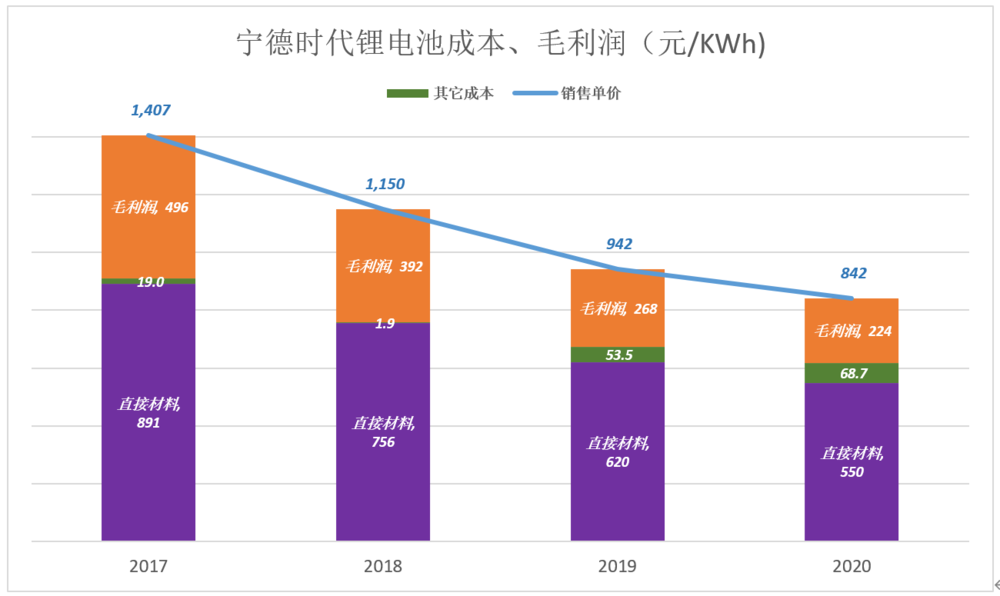 宁德时代锂电池成本、毛利润（元/KWh)
其它成本 销售单价
1,407
1,150
942
842
毛利润, 496
毛利润, 392
毛利润, 268
毛利润, 224
19.0
1.9
53.5
68.7
直接材料,
891
直接材料,
756
直接材料,
620
直接材料,
550
2017 2018 2019 2020